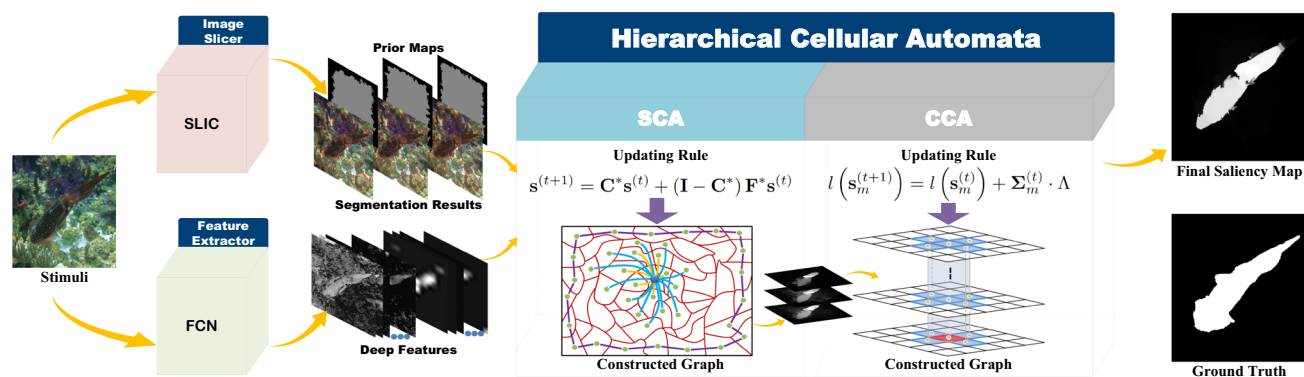 Image
Slicer
SLIC
Stimuli
Feature
Extractor
FCN
Prior Maps
Segmentation Results
Deep Features
Hierarchical Cellular Automata
SCA
CCA
Updating Rule
s^{(t+1)} = C^* s^{(t)} + (I − C^*) F^* s^{(t)}
Constructed Graph
Updating Rule
l (s_m^{(t+1)}) = l (s_m^{(t)}) + Σ_m^{(t)} · Λ
Constructed Graph
Final Saliency Map
Ground Truth